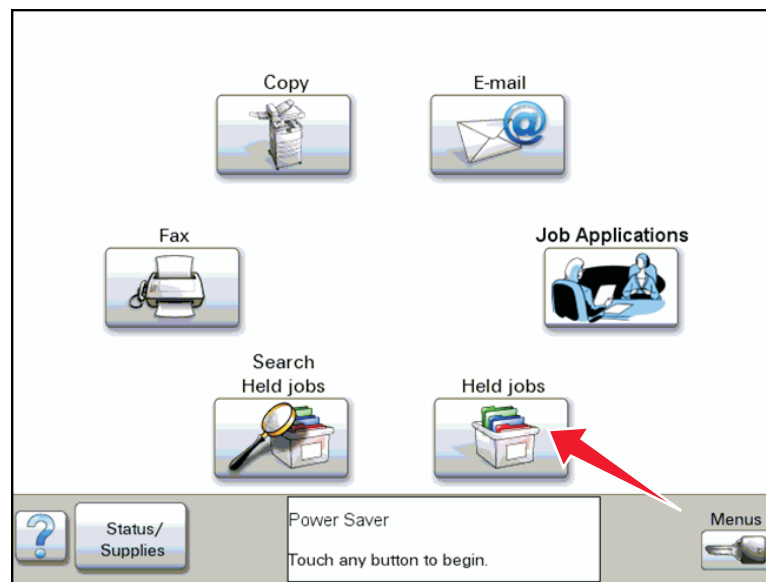 Copy
E-mail
Fax
Job Applications
Search
Held jobs
Held jobs
Status/
Supplies
Power Saver
Touch any button to begin.
Menus